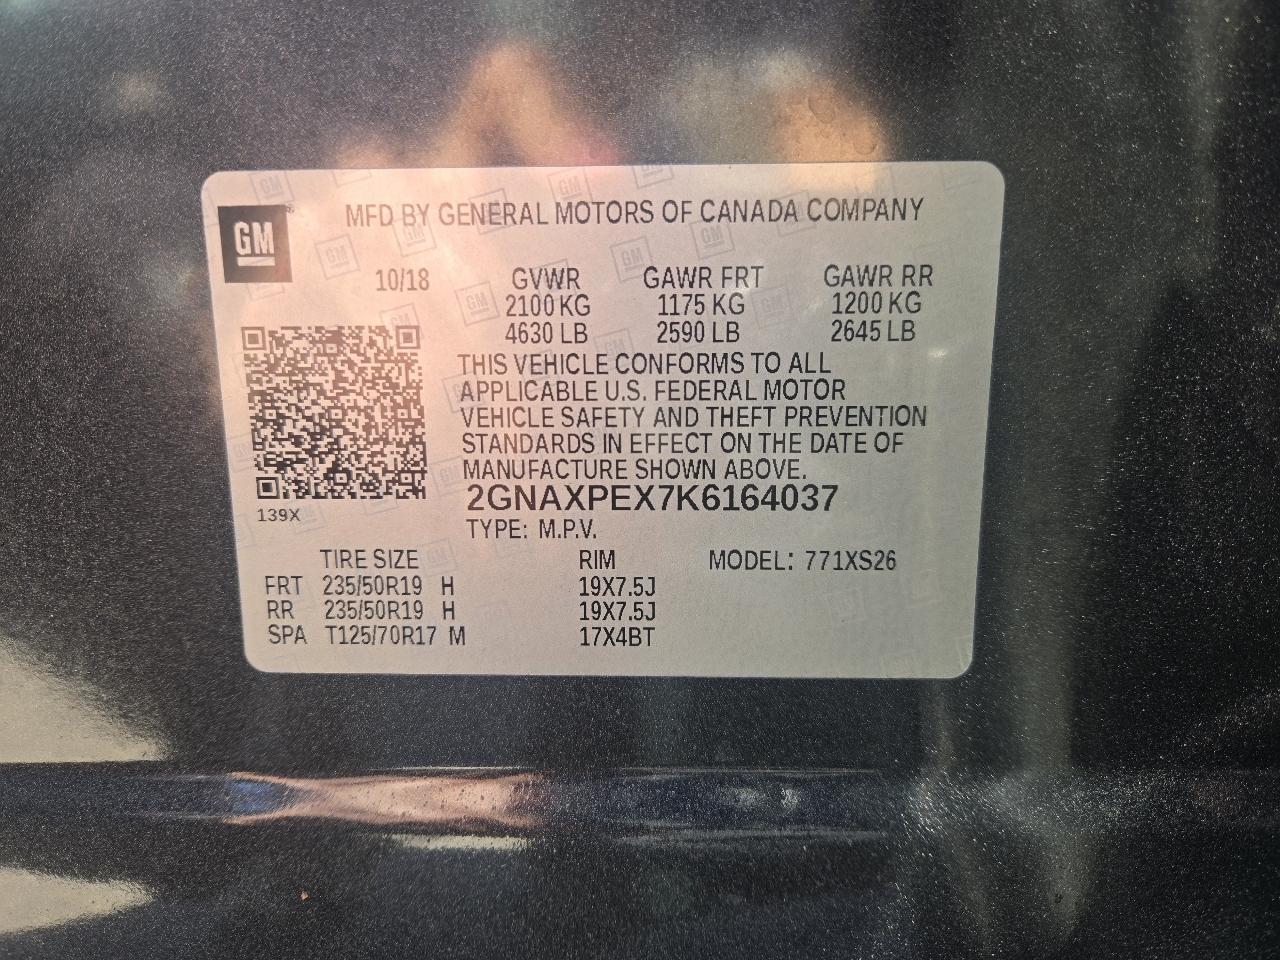 GM
MFD BY GENERAL MOTORS OF CANADA COMPANY
10/18 GVWR GAWR FRT GAWR RR
2100 KG 1175 KG 1200 KG
4630 LB 2590 LB 2645 LB
THIS VEHICLE CONFORMS TO ALL
APPLICABLE U.S. FEDERAL MOTOR
VEHICLE SAFETY AND THEFT PREVENTION
STANDARDS IN EFFECT ON THE DATE OF
MANUFACTURE SHOWN ABOVE.
2GNAXPEX7K6164037
139X
TYPE: M.P.V.
TIRE SIZE RIM MODEL: 771XS26
FRT 235/50R19 H 19X7.5J
RR 235/50R19 H 19X7.5J
SPA T125/70R17 M 17X4BT